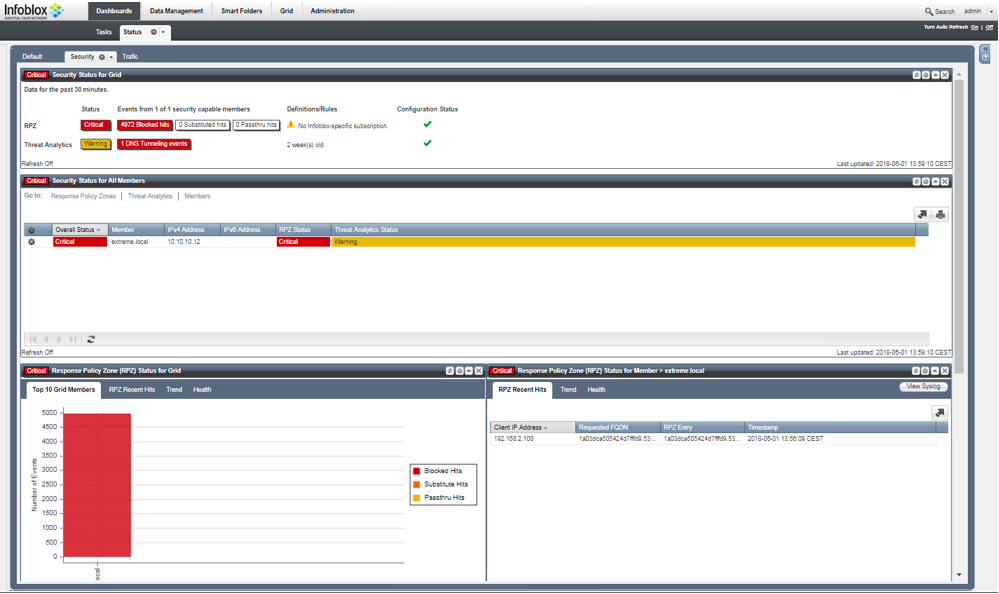 Infoblox
CONTROL YOUR NETWORK
Dashboards Data Management Smart Folders Grid Administration Search admin
Tasks Status Turn Auto Refresh On | Off
Default Security Traffic
Critical Security Status for Grid
Data for the past 30 minutes.
Status Events from 1 of 1 security capable members Definitions/Rules Configuration Status
RPZ Critical 4972 Blocked hits 0 Substituted hits 0 Passthru hits No Infoblox-specific subscription.
Threat Analytics Warning 1 DNS Tunneling events 2 week(s) old
Refresh Off Last updated: 2018-06-01 13:59:10 CEST
Critical Security Status for All Members
Go to: Response Policy Zones | Threat Analytics | Members
Overall Status Member IPv4 Address IPv6 Address RPZ Status Threat Analytics Status
Critical extreme.local 10.10.10.12 Critical Warning
Refresh Off Last updated: 2018-06-01 13:59:10 CEST
Critical Response Policy Zone (RPZ) Status for Grid
Top 10 Grid Members RPZ Recent Hits Trend Health
5000
4500
4000
3500
3000
2500
2000
1500
1000
500
0
Number of Events
ocal
Blocked Hits
Substitute Hits
Passthru Hits
Critical Response Policy Zone (RPZ) Status for Member > extreme.local
RPZ Recent Hits Trend Health View Syslog
Client IP Address Requested FQDN RPZ Entry Timestamp
192.168.2.108 1a03dca505424d7fffd9.53... 1a03dca505424d7fffd9.53... 2018-06-01 13:56:09 CEST